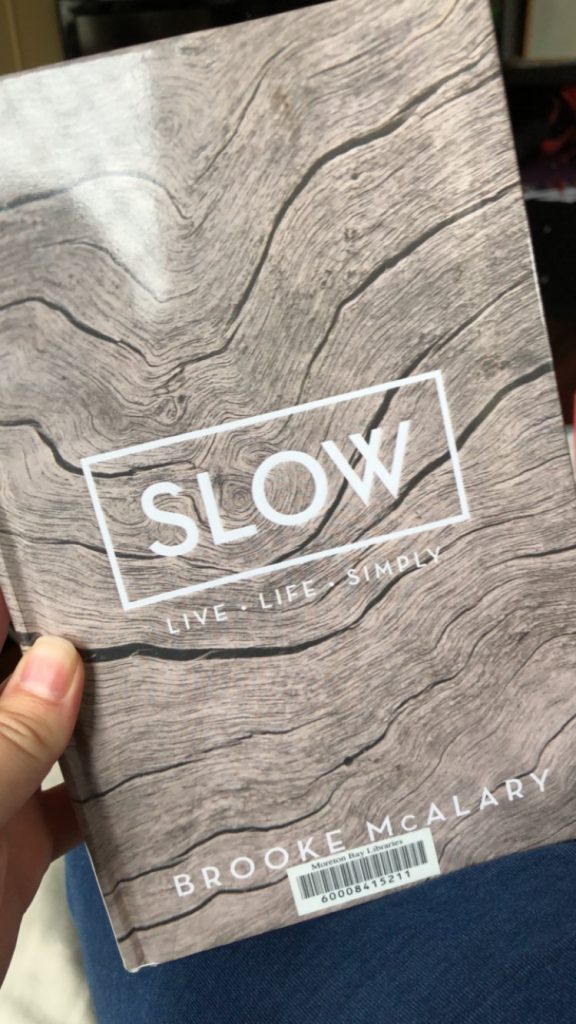 SLOW
LIVE • LIFE • SIMPLY
BROOKE McALARY
Moreton Bay Libraries
60008415211